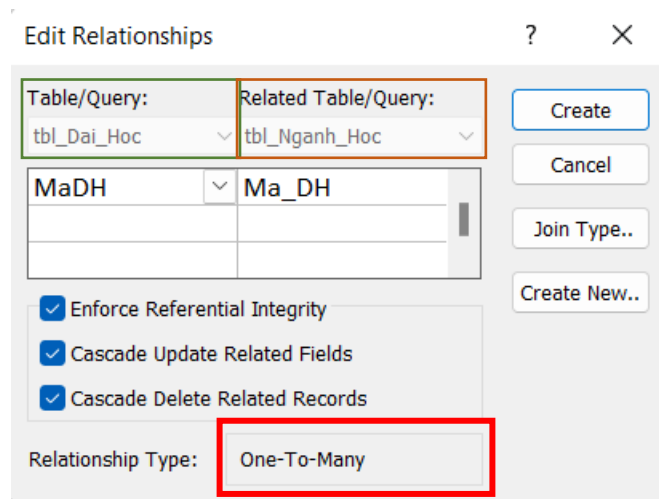 Edit Relationships ? ×
Table/Query: Related Table/Query:
tbl_Dai_Hoc tbl_Nganh_Hoc
MaDH Ma_DH
Enforce Referential Integrity
Cascade Update Related Fields
Cascade Delete Related Records
Relationship Type: One-To-Many
Create
Cancel
Join Type..
Create New..